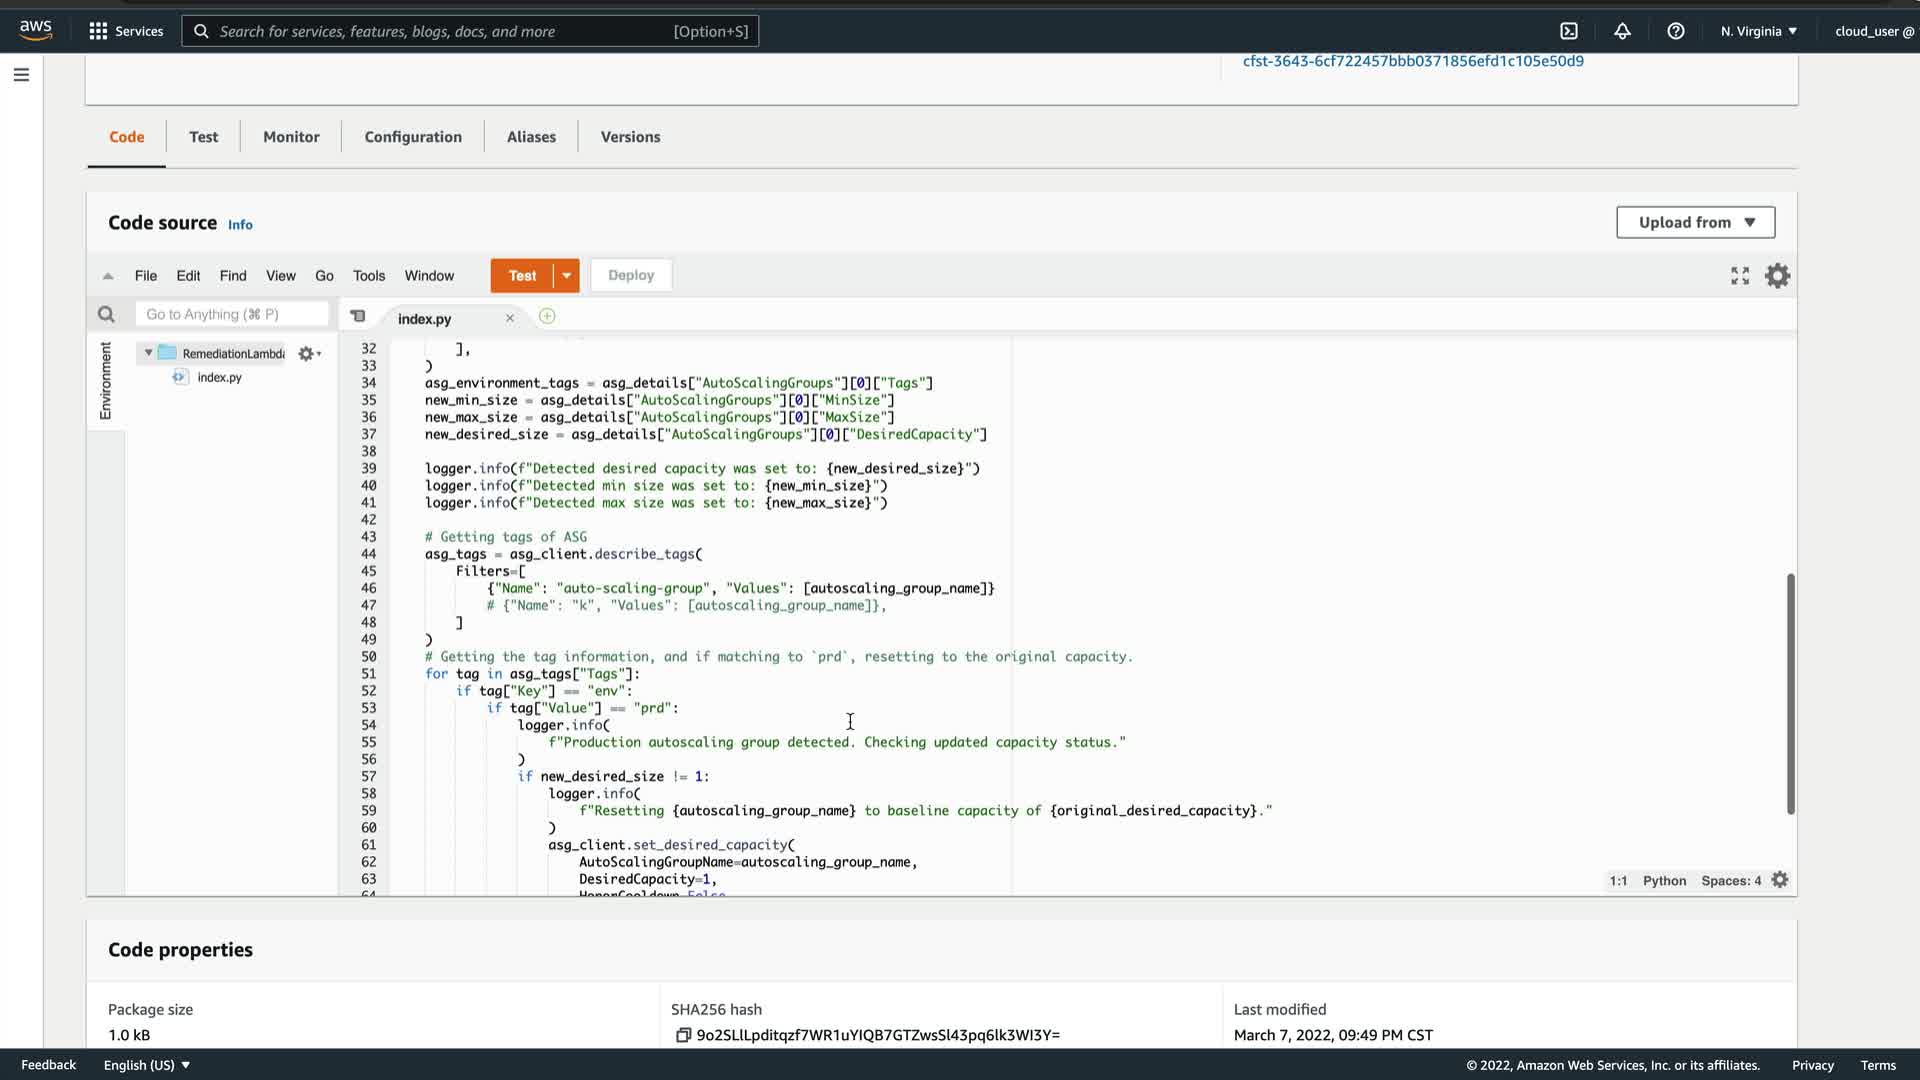 aws
Services
Search for services, features, blogs, docs, and more
[Option+S]
N. Virginia ▼
cloud_user @
cfst-3643-6cf722457bbb0371856efd1c105e50d9
Code
Test
Monitor
Configuration
Aliases
Versions
Code source
Info
Upload from ▼
File
Edit
Find
View
Go
Tools
Window
Test
Deploy
Go to Anything (⌘ P)
index.py
Environment
RemediationLambda
index.py
32 ],
33 )
34 asg_environment_tags = asg_details["AutoScalingGroups"][0]["Tags"]
35 new_min_size = asg_details["AutoScalingGroups"][0]["MinSize"]
36 new_max_size = asg_details["AutoScalingGroups"][0]["MaxSize"]
37 new_desired_size = asg_details["AutoScalingGroups"][0]["DesiredCapacity"]
38
39 logger.info(f"Detected desired capacity was set to: {new_desired_size}")
40 logger.info(f"Detected min size was set to: {new_min_size}")
41 logger.info(f"Detected max size was set to: {new_max_size}")
42
43 # Getting tags of ASG
44 asg_tags = asg_client.describe_tags(
45 Filters=[
46 {"Name": "auto-scaling-group", "Values": [autoscaling_group_name]}
47 # {"Name": "k", "Values": [autoscaling_group_name]},
48 ]
49 )
50 # Getting the tag information, and if matching to `prd`, resetting to the original capacity.
51 for tag in asg_tags["Tags"]:
52 if tag["Key"] == "env":
53 if tag["Value"] == "prd":
54 logger.info(
55 f"Production autoscaling group detected. Checking updated capacity status."
56 )
57 if new_desired_size != 1:
58 logger.info(
59 f"Resetting {autoscaling_group_name} to baseline capacity of {original_desired_capacity}."
60 )
61 asg_client.set_desired_capacity(
62 AutoScalingGroupName=autoscaling_group_name,
63 DesiredCapacity=1,
64 HonorCooldown=False
1:1
Python
Spaces: 4
Code properties
Package size
1.0 kB
SHA256 hash
9o2SLlLpditqzf7WR1uYIQB7GTZwsSl43pq6lk3WI3Y=
Last modified
March 7, 2022, 09:49 PM CST
Feedback
English (US) ▼
© 2022, Amazon Web Services, Inc. or its affiliates.
Privacy
Terms